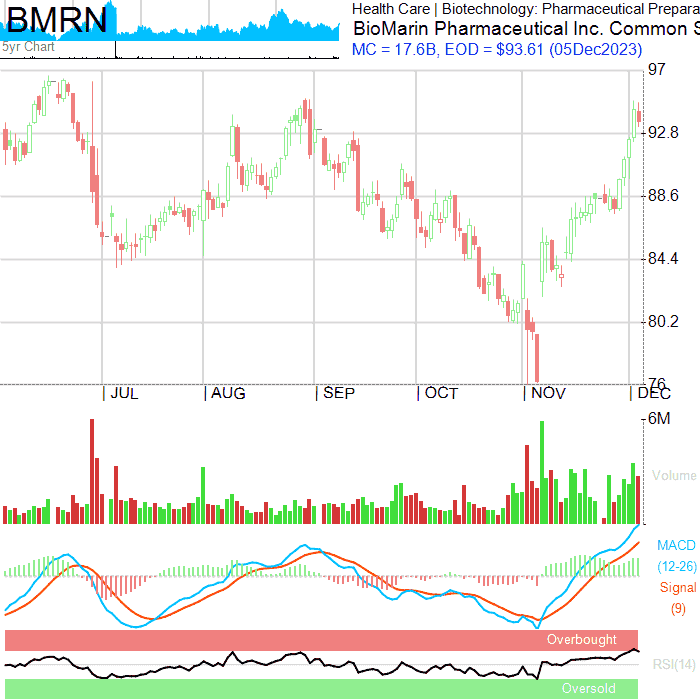 BMRN
5yr Chart
Health Care | Biotechnology: Pharmaceutical Prepara
BioMarin Pharmaceutical Inc. Common S
MC = 17.6B, EOD = $93.61 (05Dec2023)
97
92.8
88.6
84.4
80.2
76
| JUL | AUG | SEP | OCT | NOV | DEC
6M
Volume
MACD
(12-26)
Signal
(9)
Overbought
RSI(14)
Oversold